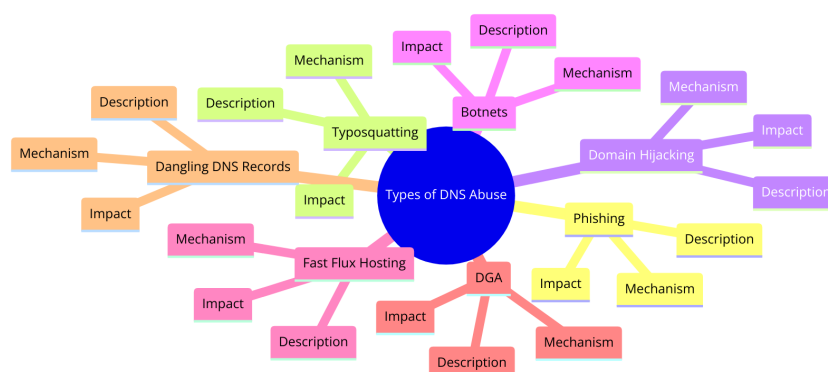 Types of DNS Abuse
Botnets
Impact
Description
Mechanism
Domain Hijacking
Mechanism
Impact
Description
Phishing
Description
Mechanism
Impact
DGA
Mechanism
Description
Impact
Fast Flux Hosting
Mechanism
Impact
Description
Dangling DNS Records
Description
Mechanism
Impact
Typosquatting
Mechanism
Description
Impact